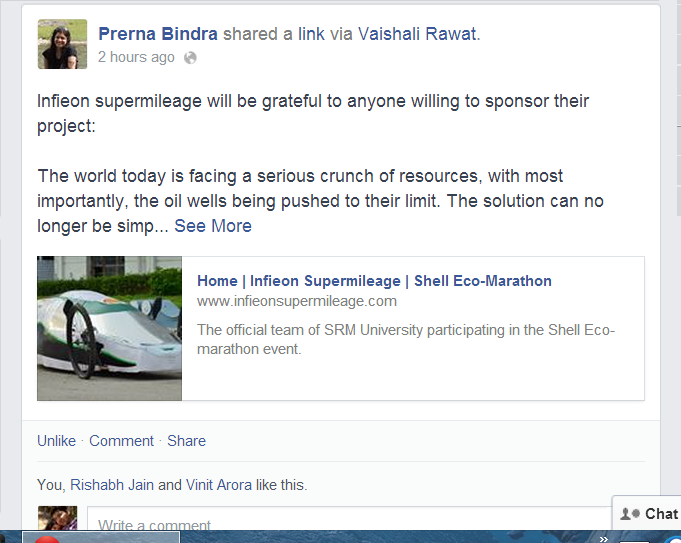 Prerna Bindra shared a link via Vaishali Rawat.
2 hours ago
Infieon supermileage will be grateful to anyone willing to sponsor their
project:
The world today is facing a serious crunch of resources, with most
importantly, the oil wells being pushed to their limit. The solution can no
longer be simp... See More
Home | Infieon Supermileage | Shell Eco-Marathon
www.infieonsupermileage.com
The official team of SRM University participating in the Shell Eco-
marathon event.
Unlike · Comment · Share
You, Rishabh Jain and Vinit Arora like this.
Write a comment
Chat
»